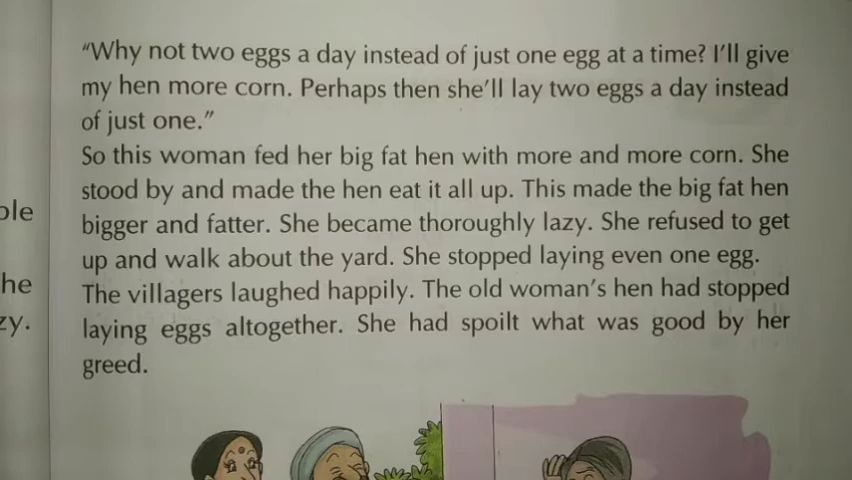 "Why not two eggs a day instead of just one egg at a time? I'll give
my hen more corn. Perhaps then she'll lay two eggs a day instead
of just one."
So this woman fed her big fat hen with more and more corn. She
stood by and made the hen eat it all up. This made the big fat hen
bigger and fatter. She became thoroughly lazy. She refused to get
up and walk about the yard. She stopped laying even one egg.
The villagers laughed happily. The old woman's hen had stopped
laying eggs altogether. She had spoilt what was good by her
greed.